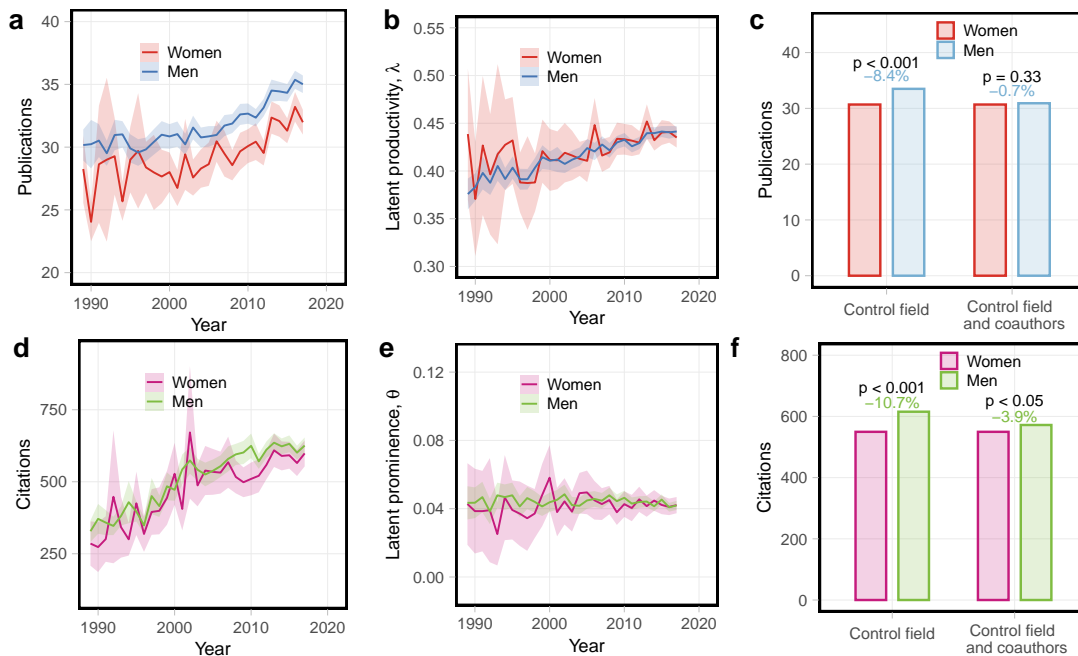 a
40
35
30
25
20
Publications
Women
Men
1990
2000
2010
2020
Year
b
0.55
0.50
0.45
0.40
0.35
0.30
Latent productivity, λ
Women
Men
1990
2000
2010
2020
Year
c
40
30
20
10
0
Publications
Women
Men
p < 0.001
−8.4%
p = 0.33
−0.7%
Control field
Control field
and coauthors
d
750
500
250
Citations
Women
Men
1990
2000
2010
2020
Year
e
0.12
0.08
0.04
0.00
Latent prominence, θ
Women
Men
1990
2000
2010
2020
Year
f
800
600
400
200
0
Citations
Women
Men
p < 0.001
−10.7%
p < 0.05
−3.9%
Control field
Control field
and coauthors